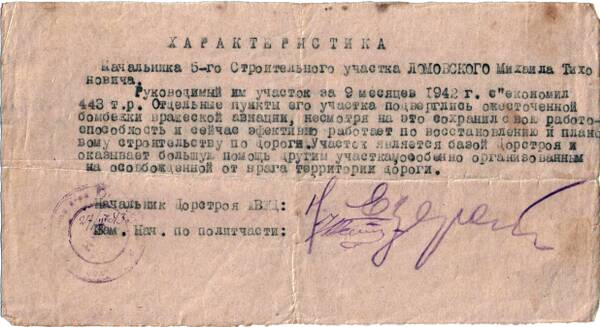 ХАРАКТЕРИСТИКА
Начальника 5-го Строительного участка ЛОМОВСКОГО Михаила Тихо
новича.
Руководимый им участок за 9 месяцев 1942 г. с"економил
443 т.р. Отдельные пункты его участка подверглись ожесточенной
бомбежки вражеской авиации, несмотря на это сохранил свою работо-
способность и сейчас эфективно работает по восстановлению и плано
вому строительству по дороги. Участок является базой Дорстроя и
оказывает большую помощь другим участкам особенно организованным
на освобожденной от врага территории дороги.
Начальник Дорстроя ЮВЖД:
Зам. Нач. по политчасти: